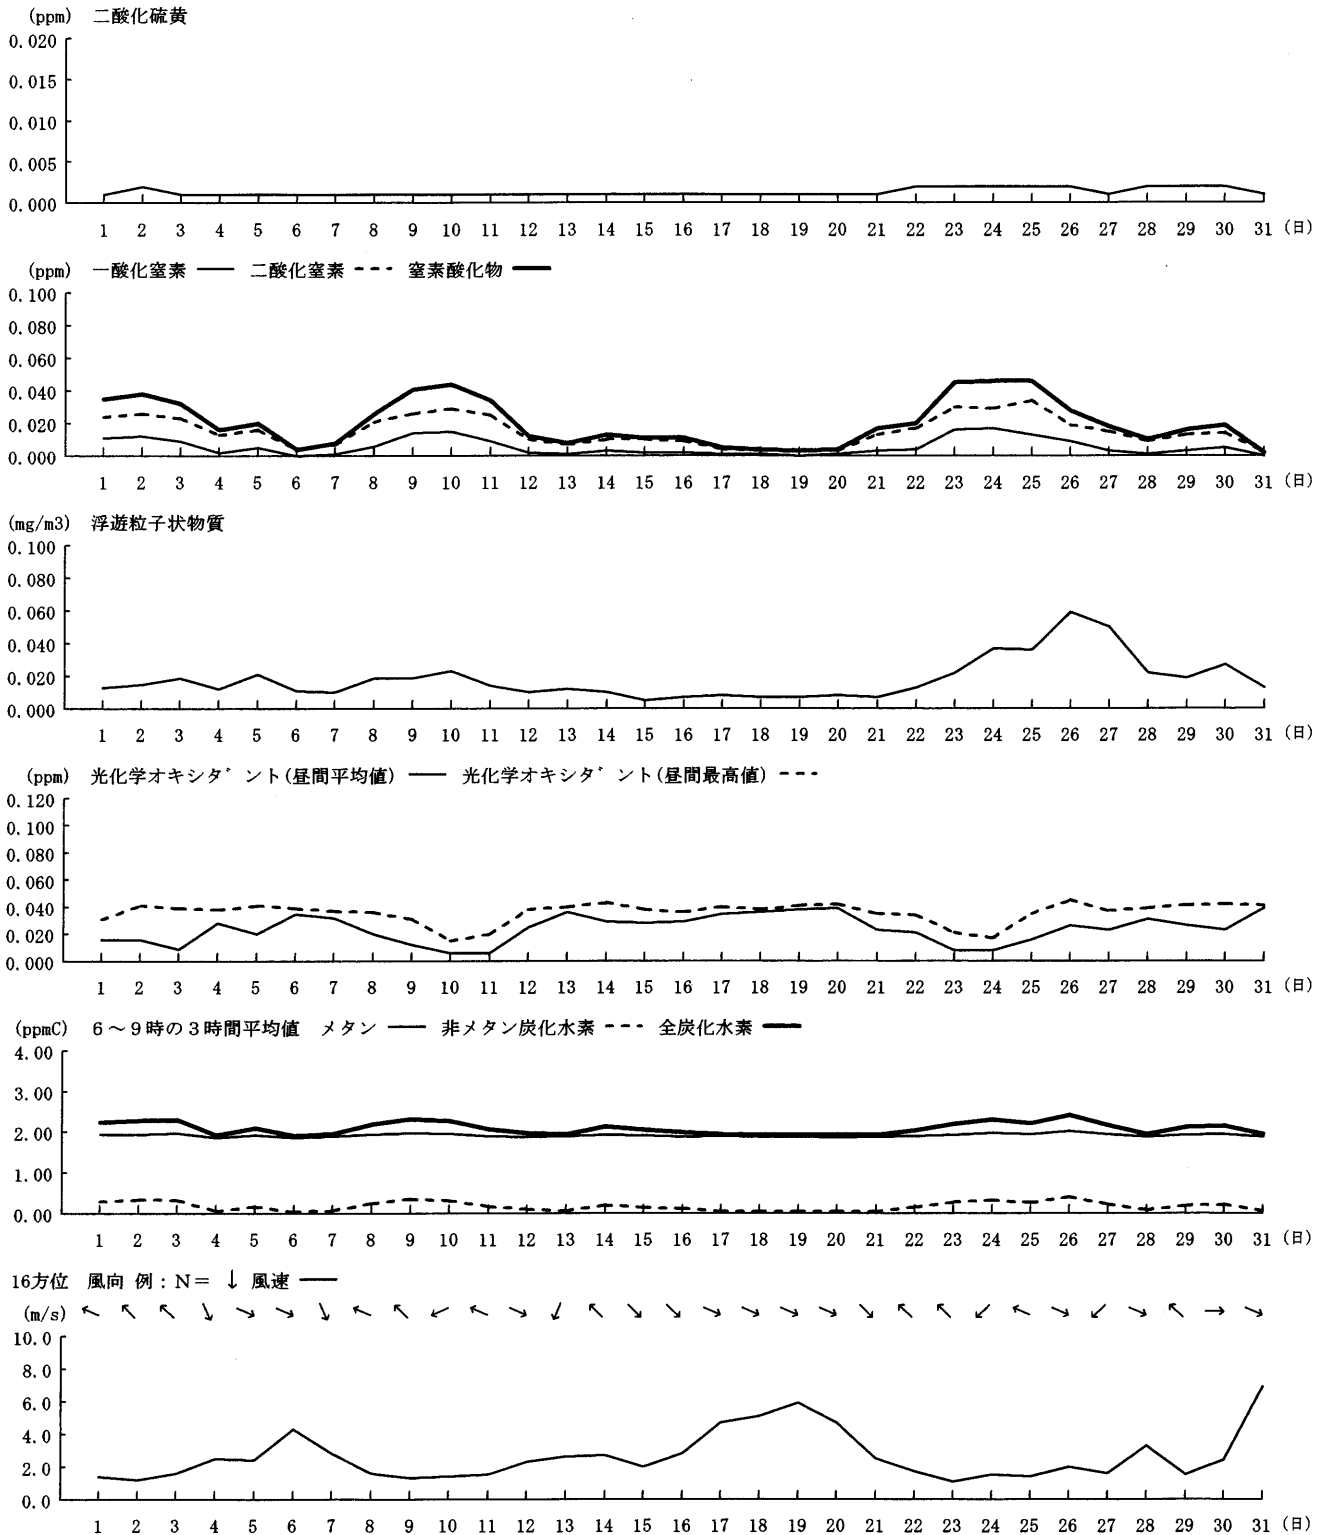 (ppm) 二酸化硫黄
0.020
0.015
0.010
0.005
0.000
1 2 3 4 5 6 7 8 9 10 11 12 13 14 15 16 17 18 19 20 21 22 23 24 25 26 27 28 29 30 31 (日)
(ppm) 一酸化窒素 二酸化窒素 窒素酸化物
0.100
0.080
0.060
0.040
0.020
0.000
1 2 3 4 5 6 7 8 9 10 11 12 13 14 15 16 17 18 19 20 21 22 23 24 25 26 27 28 29 30 31 (日)
(mg/m3) 浮遊粒子状物質
0.100
0.080
0.060
0.040
0.020
0.000
1 2 3 4 5 6 7 8 9 10 11 12 13 14 15 16 17 18 19 20 21 22 23 24 25 26 27 28 29 30 31 (日)
(ppm) 光化学オキシダント(昼間平均値) 光化学オキシダント(昼間最高値)
0.120
0.100
0.080
0.060
0.040
0.020
0.000
1 2 3 4 5 6 7 8 9 10 11 12 13 14 15 16 17 18 19 20 21 22 23 24 25 26 27 28 29 30 31 (日)
(ppmC) 6〜9時の3時間平均値 メタン 非メタン炭化水素 全炭化水素
4.00
3.00
2.00
1.00
0.00
1 2 3 4 5 6 7 8 9 10 11 12 13 14 15 16 17 18 19 20 21 22 23 24 25 26 27 28 29 30 31 (日)
16方位 風向 例：N＝ ↓ 風速
(m/s) ↖ ↖ ↖ ↘ ↘ ↘ ↘ ↖ ↖ ↙ ↖ ↘ ↙ ↖ ↘ ↘ ↘ ↘ ↘ ↘ ↘ ↖ ↖ ↙ ↖ ↘ ↙ ↘ ↖ → ↘
10.0
8.0
6.0
4.0
2.0
0.0
1 2 3 4 5 6 7 8 9 10 11 12 13 14 15 16 17 18 19 20 21 22 23 24 25 26 27 28 29 30 31 (日)